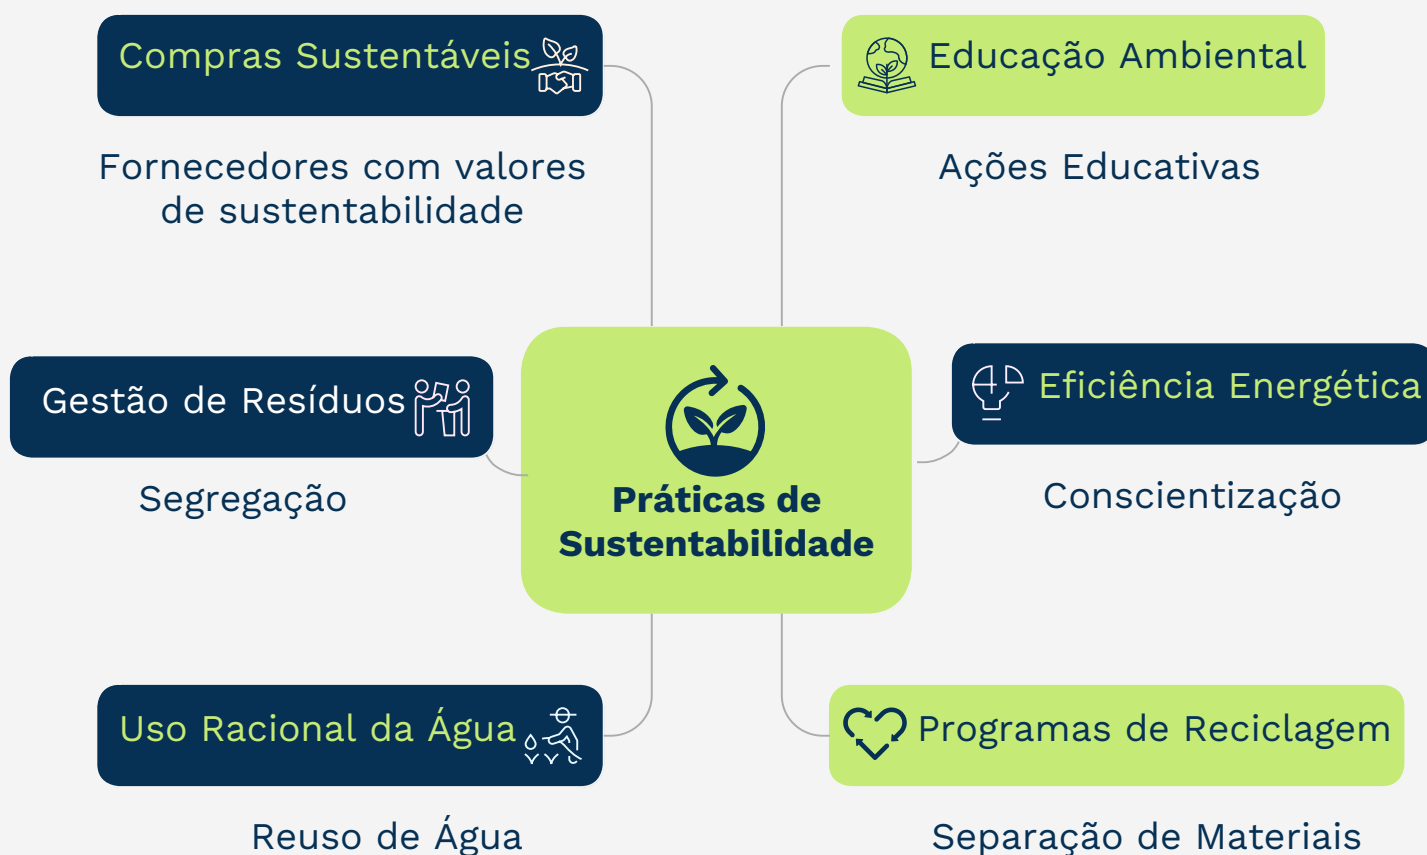 Compras Sustentáveis
Fornecedores com valores
de sustentabilidade
Educação Ambiental
Ações Educativas
Gestão de Resíduos
Segregação
Práticas de
Sustentabilidade
Eficiência Energética
Conscientização
Uso Racional da Água
Reuso de Água
Programas de Reciclagem
Separação de Materiais